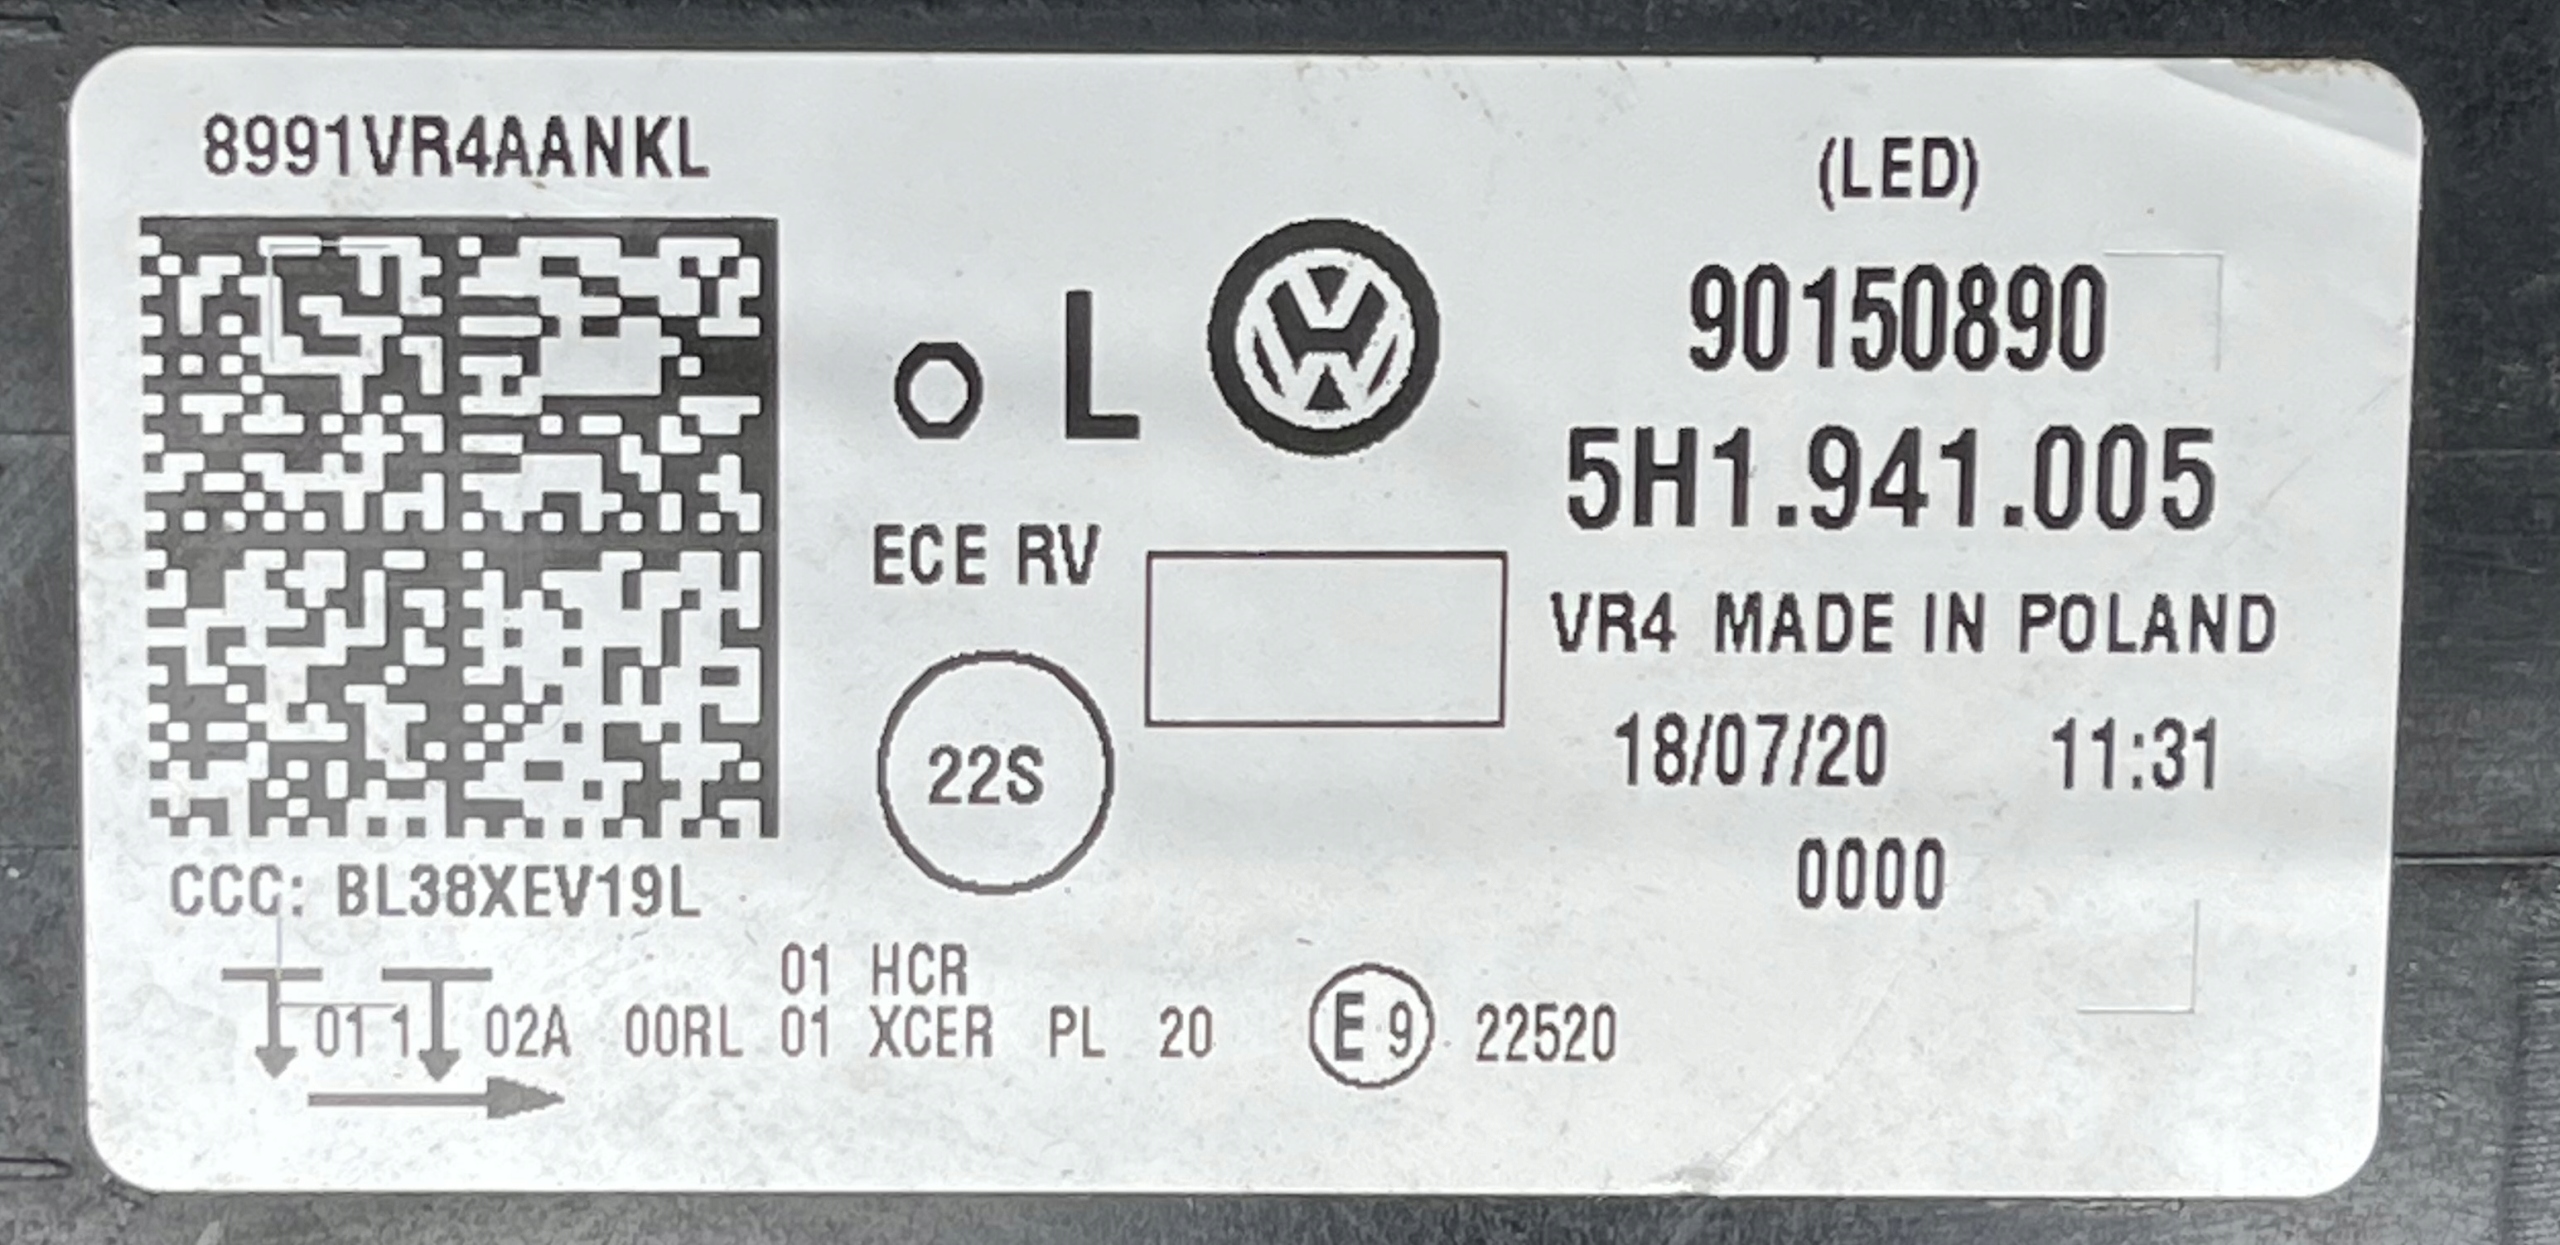 8991VR4AANKL
(LED)
O L
90150890
5H1.941.005
ECE RV
VR4 MADE IN POLAND
22S
18/07/20 11:31
0000
CCC: BL38XEV19L
01 HCR
01 1 02A 00RL 01 XCER PL 20 E 9 22520